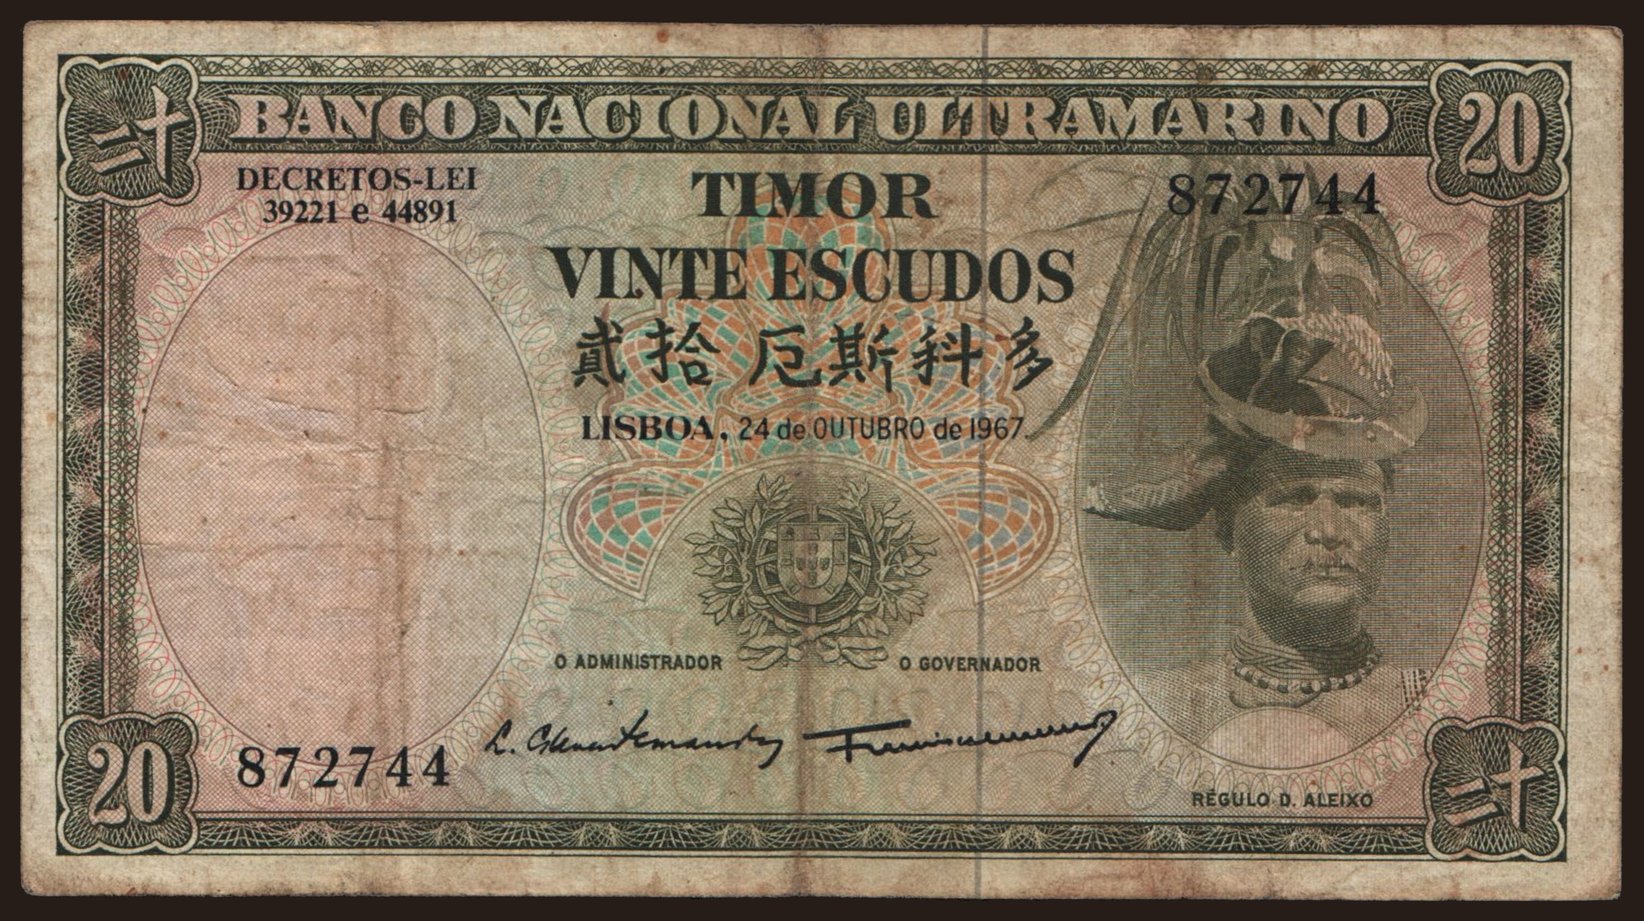 二十
BANCO NACIONAL ULTRAMARINO
20
DECRETOS-LEI
39221 e 44891
TIMOR
872744
VINTE ESCUDOS
貳拾厄斯科多
LISBOA, 24 de OUTUBRO de 1967
O ADMINISTRADOR
O GOVERNADOR
20
872744
RÉGULO D. ALEIXO
二十